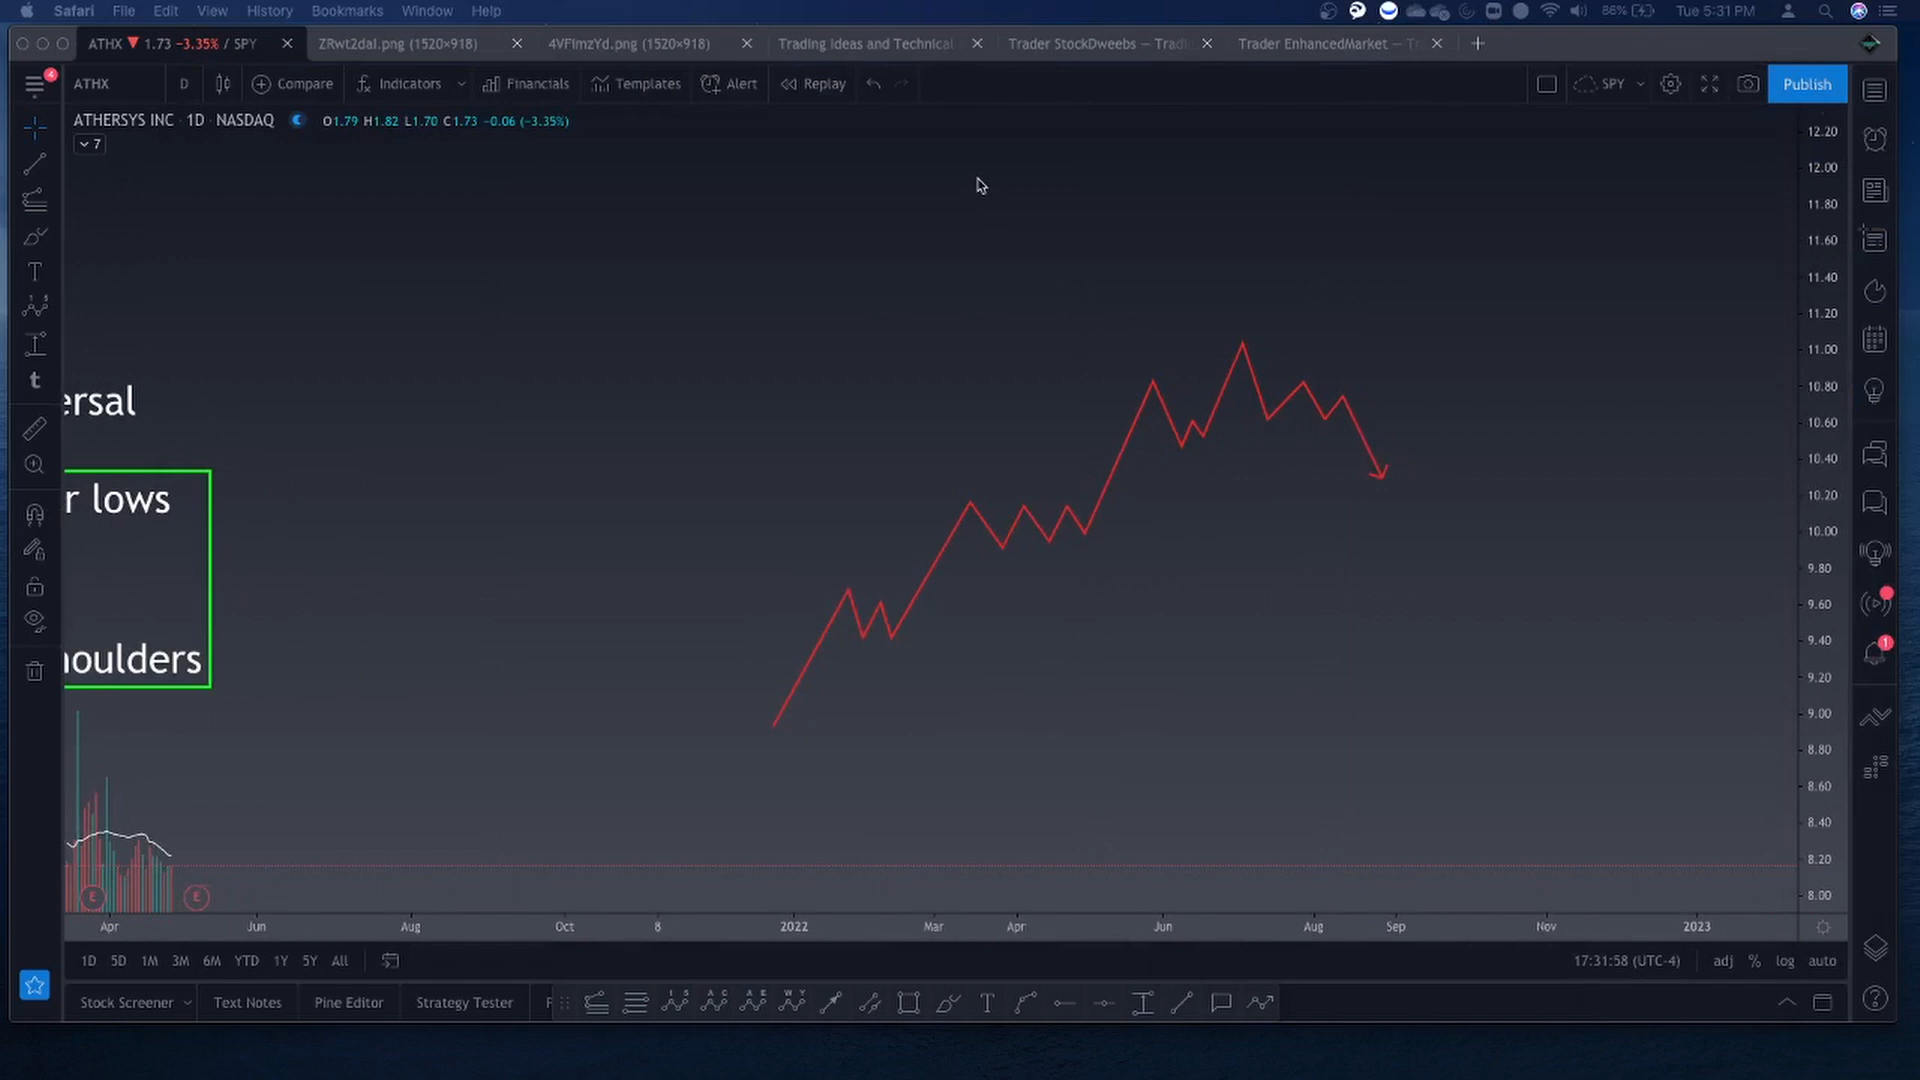 Safari File Edit View History Bookmarks Window Help 86% Tue 5:31 PM
ATHX ▼ 1.73 −3.35% / SPY ZRwt2dal.png (1520×918) 4VFImzYd.png (1520×918) Trading Ideas and Technical Trader StockDweebs — Tradi Trader EnhancedMarket — Tr
4 ATHX D Compare Indicators Financials Templates Alert Replay SPY Publish
ATHERSYS INC · 1D · NASDAQ O1.79 H1.82 L1.70 C1.73 −0.06 (−3.35%)
7
12.20
12.00
11.80
11.60
11.40
11.20
11.00
10.80
10.60
10.40
10.20
10.00
9.80
9.60
9.40
9.20
9.00
8.80
8.60
8.40
8.20
8.00
ersal
r lows
houlders
1
E E
Apr Jun Aug Oct 8 2022 Mar Apr Jun Aug Sep Nov 2023
1D 5D 1M 3M 6M YTD 1Y 5Y All 17:31:58 (UTC-4) adj % log auto
Stock Screener Text Notes Pine Editor Strategy Tester